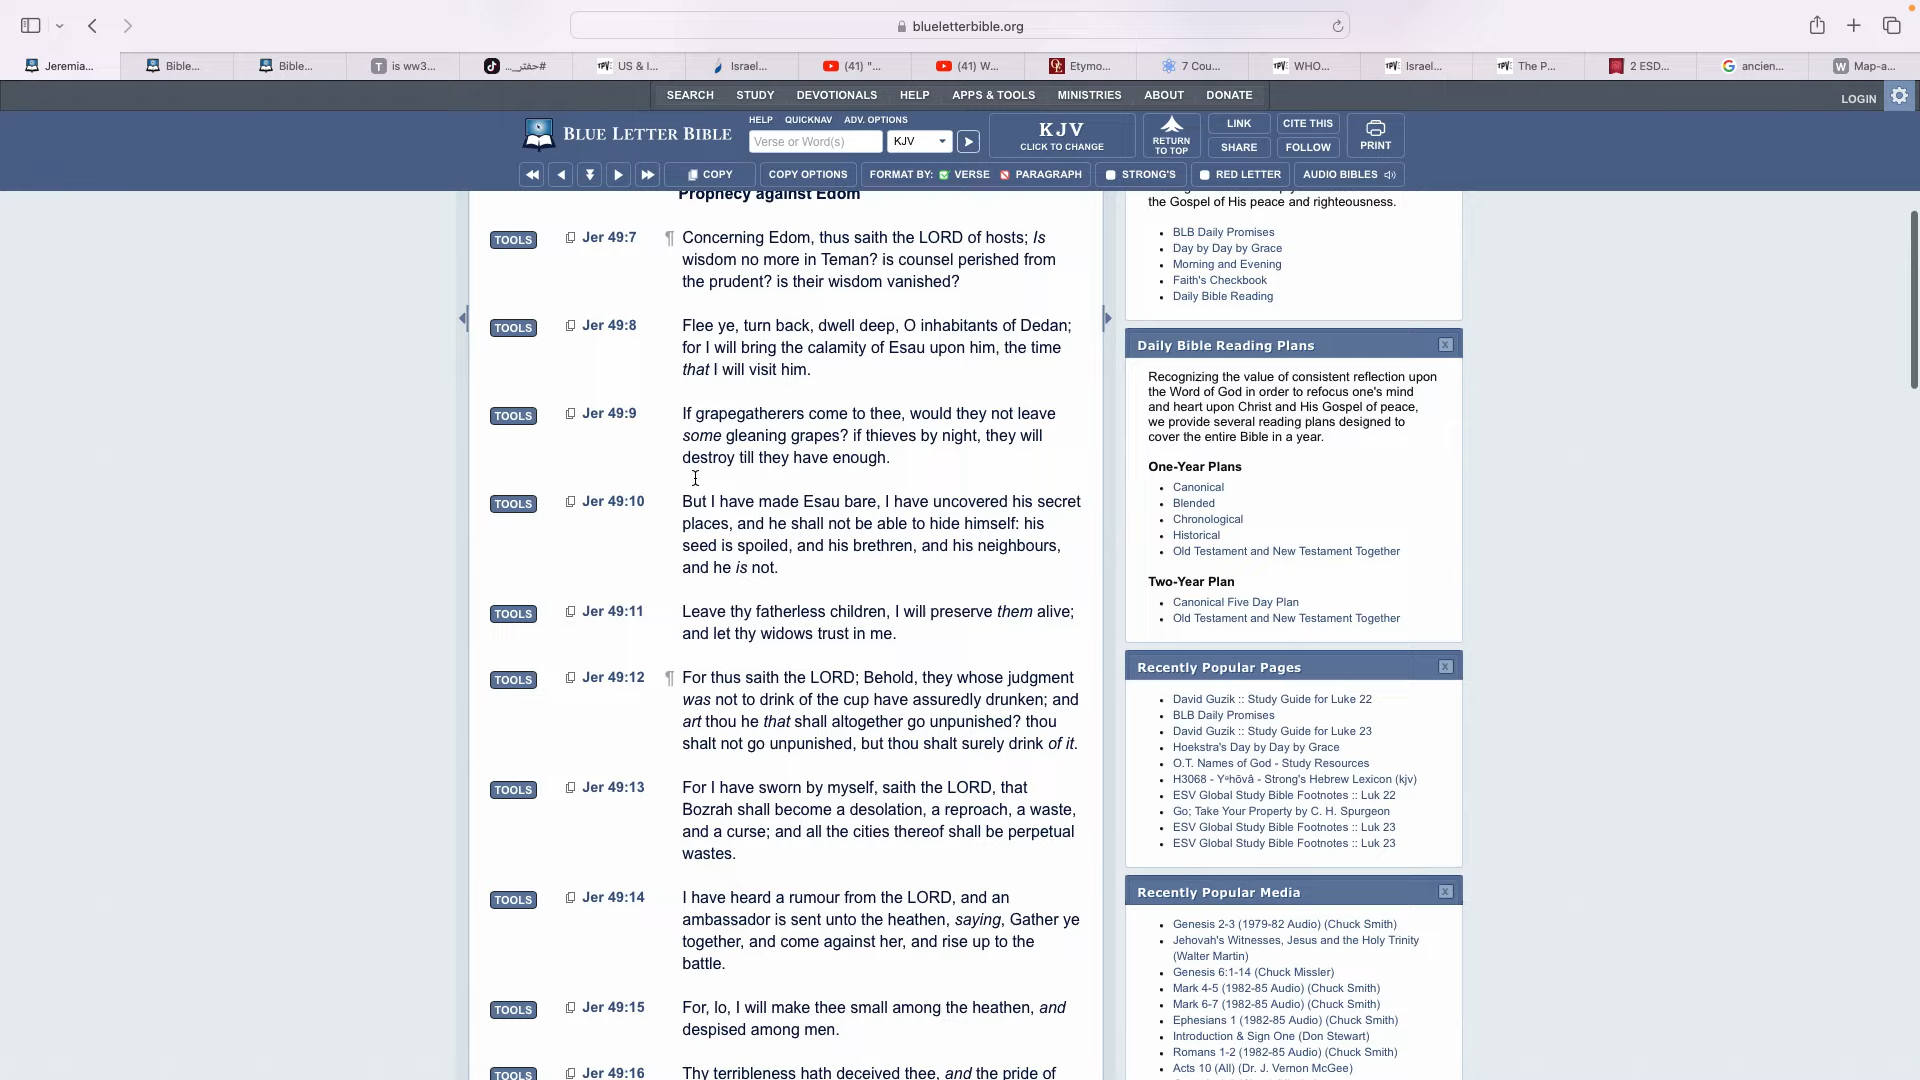 blueletterbible.org
Jeremia...
Bible...
Bible...
is ww3...
#حفتر_...
US & I...
Israel...
(41) "...
(41) W...
Etymo...
7 Cou...
WHO...
Israel...
The P...
2 ESD...
ancien...
Map-a...
SEARCH STUDY DEVOTIONALS HELP APPS & TOOLS MINISTRIES ABOUT DONATE
LOGIN
BLUE LETTER BIBLE
HELP QUICKNAV ADV. OPTIONS
Verse or Word(s)
KJV
KJV
CLICK TO CHANGE
RETURN
TO TOP
LINK
CITE THIS
SHARE
FOLLOW
PRINT
COPY
COPY OPTIONS
FORMAT BY: VERSE PARAGRAPH
STRONG'S
RED LETTER
AUDIO BIBLES
Prophecy against Edom
TOOLS Jer 49:7 ¶ Concerning Edom, thus saith the LORD of hosts; Is
wisdom no more in Teman? is counsel perished from
the prudent? is their wisdom vanished?
TOOLS Jer 49:8 Flee ye, turn back, dwell deep, O inhabitants of Dedan;
for I will bring the calamity of Esau upon him, the time
that I will visit him.
TOOLS Jer 49:9 If grapegatherers come to thee, would they not leave
some gleaning grapes? if thieves by night, they will
destroy till they have enough.
TOOLS Jer 49:10 But I have made Esau bare, I have uncovered his secret
places, and he shall not be able to hide himself: his
seed is spoiled, and his brethren, and his neighbours,
and he is not.
TOOLS Jer 49:11 Leave thy fatherless children, I will preserve them alive;
and let thy widows trust in me.
TOOLS Jer 49:12 ¶ For thus saith the LORD; Behold, they whose judgment
was not to drink of the cup have assuredly drunken; and
art thou he that shall altogether go unpunished? thou
shalt not go unpunished, but thou shalt surely drink of it.
TOOLS Jer 49:13 For I have sworn by myself, saith the LORD, that
Bozrah shall become a desolation, a reproach, a waste,
and a curse; and all the cities thereof shall be perpetual
wastes.
TOOLS Jer 49:14 I have heard a rumour from the LORD, and an
ambassador is sent unto the heathen, saying, Gather ye
together, and come against her, and rise up to the
battle.
TOOLS Jer 49:15 For, lo, I will make thee small among the heathen, and
despised among men.
TOOLS Jer 49:16 Thy terribleness hath deceived thee, and the pride of
the Gospel of His peace and righteousness.
BLB Daily Promises
Day by Day by Grace
Morning and Evening
Faith's Checkbook
Daily Bible Reading
Daily Bible Reading Plans
Recognizing the value of consistent reflection upon
the Word of God in order to refocus one's mind
and heart upon Christ and His Gospel of peace,
we provide several reading plans designed to
cover the entire Bible in a year.
One-Year Plans
Canonical
Blended
Chronological
Historical
Old Testament and New Testament Together
Two-Year Plan
Canonical Five Day Plan
Old Testament and New Testament Together
Recently Popular Pages
David Guzik :: Study Guide for Luke 22
BLB Daily Promises
David Guzik :: Study Guide for Luke 23
Hoekstra's Day by Day by Grace
O.T. Names of God - Study Resources
H3068 - Yᵊhōvâ - Strong's Hebrew Lexicon (kjv)
ESV Global Study Bible Footnotes :: Luk 22
Go; Take Your Property by C. H. Spurgeon
ESV Global Study Bible Footnotes :: Luk 23
ESV Global Study Bible Footnotes :: Luk 23
Recently Popular Media
Genesis 2-3 (1979-82 Audio) (Chuck Smith)
Jehovah's Witnesses, Jesus and the Holy Trinity
(Walter Martin)
Genesis 6:1-14 (Chuck Missler)
Mark 4-5 (1982-85 Audio) (Chuck Smith)
Mark 6-7 (1982-85 Audio) (Chuck Smith)
Ephesians 1 (1982-85 Audio) (Chuck Smith)
Introduction & Sign One (Don Stewart)
Romans 1-2 (1982-85 Audio) (Chuck Smith)
Acts 10 (All) (Dr. J. Vernon McGee)